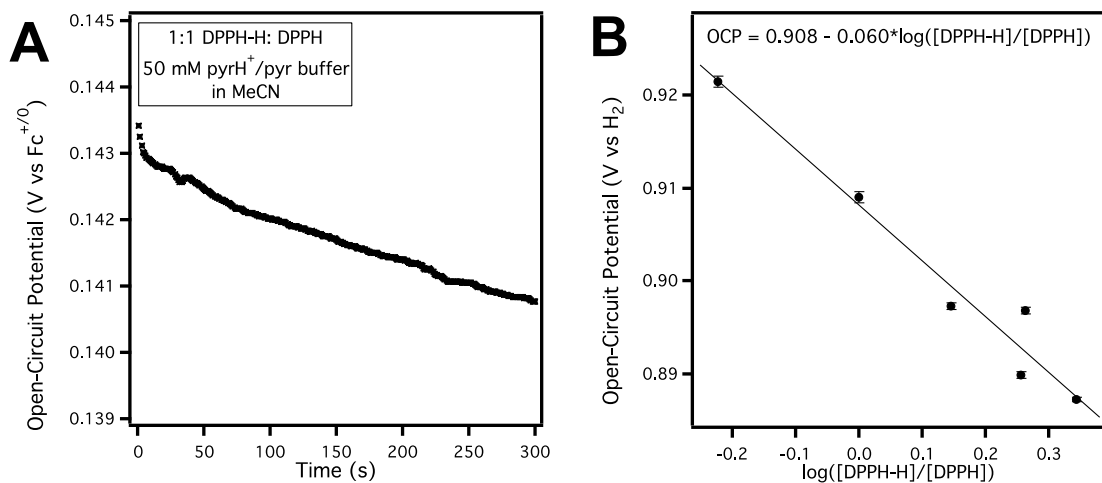 A
0.145
0.144
0.143
0.142
0.141
0.140
0.139
Open-Circuit Potential (V vs Fc+/0)
1:1 DPPH-H: DPPH
50 mM pyrH+/pyr buffer
in MeCN
0 50 100 150 200 250 300
Time (s)
B
OCP = 0.908 - 0.060*log([DPPH-H]/[DPPH])
0.92
0.91
0.90
0.89
Open-Circuit Potential (V vs H2)
-0.2 -0.1 0.0 0.1 0.2 0.3
log([DPPH-H]/[DPPH])